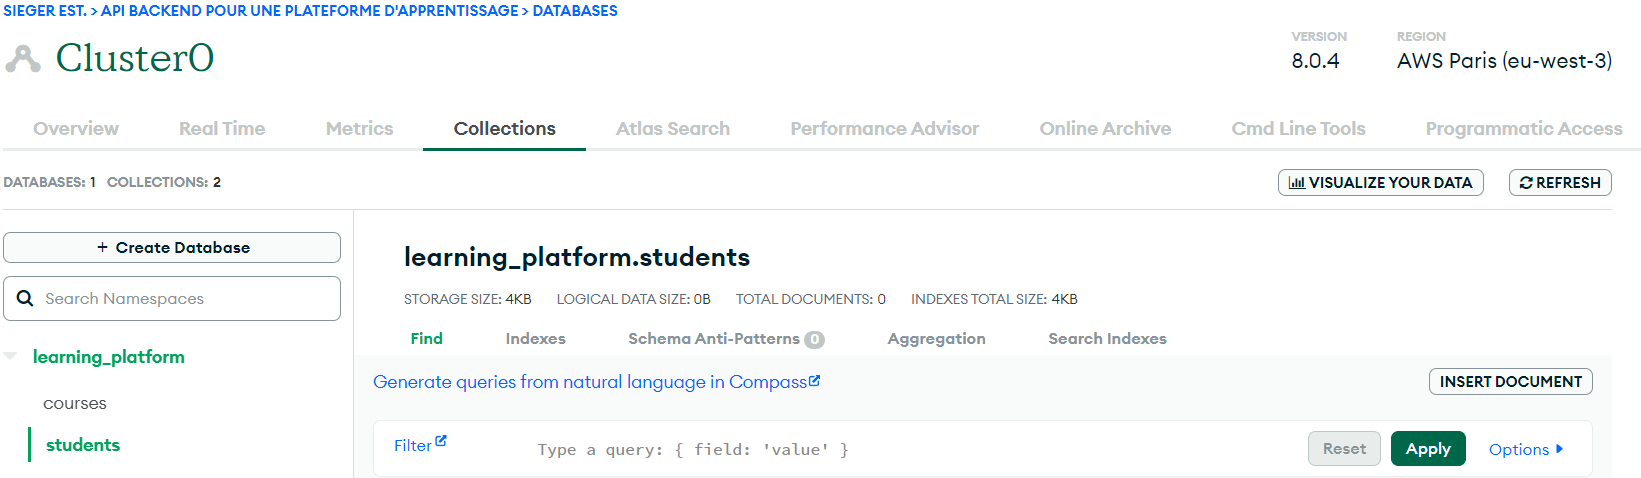 SIEGER EST. > API BACKEND POUR UNE PLATEFORME D'APPRENTISSAGE > DATABASES
Cluster0
VERSION
8.0.4
REGION
AWS Paris (eu-west-3)
Overview Real Time Metrics Collections Atlas Search Performance Advisor Online Archive Cmd Line Tools Programmatic Access
DATABASES: 1 COLLECTIONS: 2
VISUALIZE YOUR DATA
REFRESH
+ Create Database
Search Namespaces
learning_platform
courses
students
learning_platform.students
STORAGE SIZE: 4KB LOGICAL DATA SIZE: 0B TOTAL DOCUMENTS: 0 INDEXES TOTAL SIZE: 4KB
Find Indexes Schema Anti-Patterns 0 Aggregation Search Indexes
Generate queries from natural language in Compass
INSERT DOCUMENT
Filter
Type a query: { field: 'value' }
Reset
Apply
Options